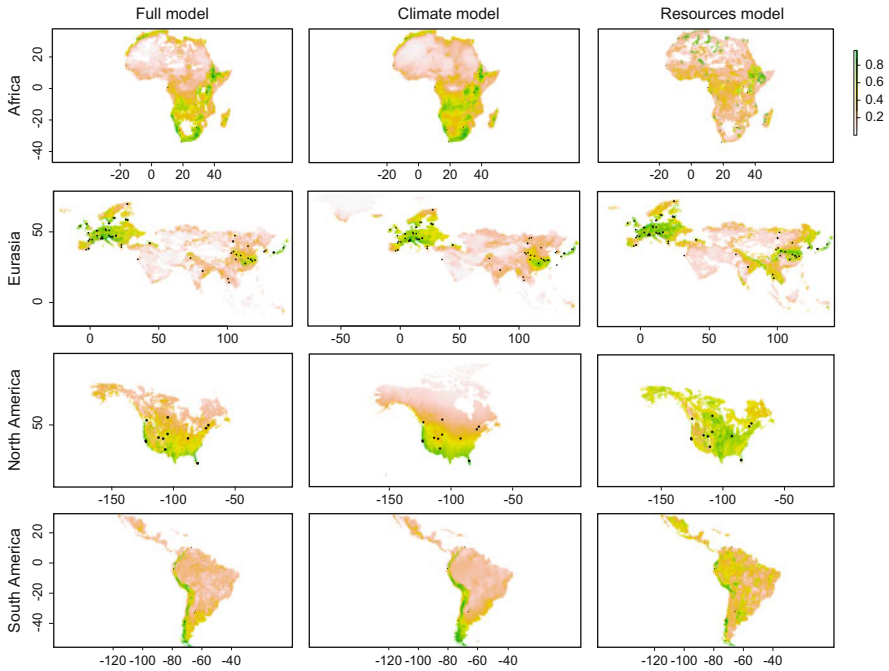 Full model Climate model Resources model
Africa
20
0
-20
-40
0.8
0.6
0.4
0.2
-20 0 20 40 -20 0 20 40 -20 0 20 40
Eurasia
50
0
0 50 100 -50 0 50 100 0 50 100
North America
50
-150 -100 -50 -150 -100 -50 -150 -100 -50
South America
20
0
-20
-40
-120 -100 -80 -60 -40 -120 -100 -80 -60 -40 -120 -100 -80 -60 -40